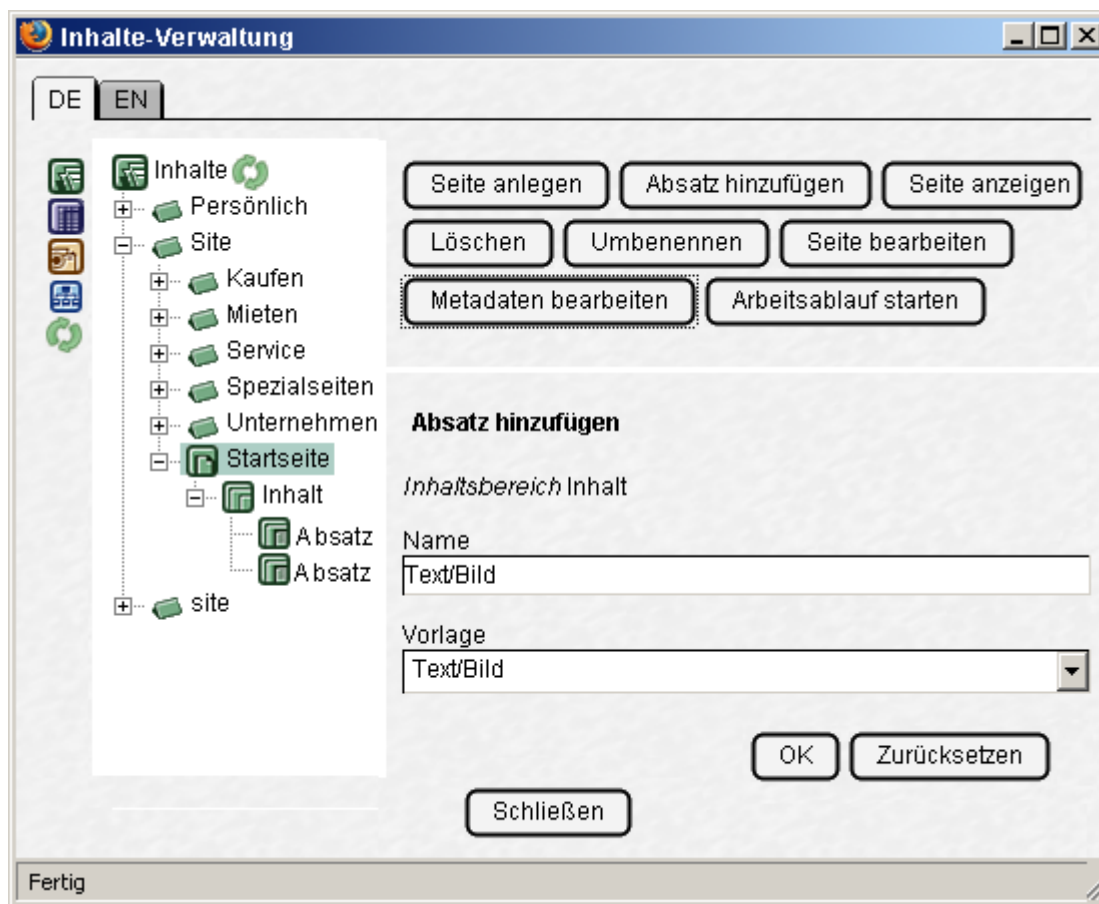 Inhalte-Verwaltung
DE EN
Inhalte
Persönlich
Site
Kaufen
Mieten
Service
Spezialseiten
Unternehmen
Startseite
Inhalt
Absatz
Absatz
site
Seite anlegen Absatz hinzufügen Seite anzeigen
Löschen Umbenennen Seite bearbeiten
Metadaten bearbeiten Arbeitsablauf starten
Absatz hinzufügen
Inhaltsbereich Inhalt
Name
Text/Bild
Vorlage
Text/Bild
OK Zurücksetzen
Schließen
Fertig